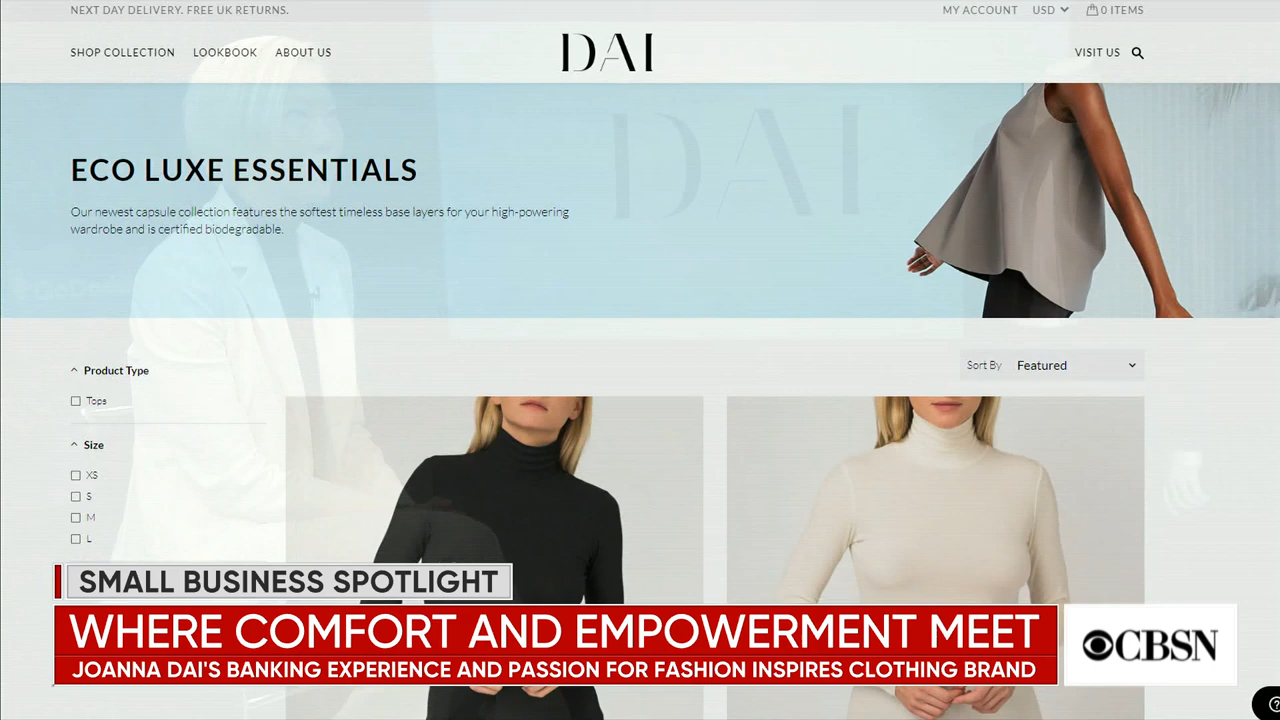 NEXT DAY DELIVERY. FREE UK RETURNS.
MY ACCOUNT USD 0 ITEMS
SHOP COLLECTION LOOKBOOK ABOUT US
DAI
VISIT US
DAI
ECO LUXE ESSENTIALS
Our newest capsule collection features the softest timeless base layers for your high-powering
wardrobe and is certified biodegradable.
Sort By Featured
Product Type
Tops
Size
XS
S
M
L
SMALL BUSINESS SPOTLIGHT
WHERE COMFORT AND EMPOWERMENT MEET
JOANNA DAI'S BANKING EXPERIENCE AND PASSION FOR FASHION INSPIRES CLOTHING BRAND
CBSN